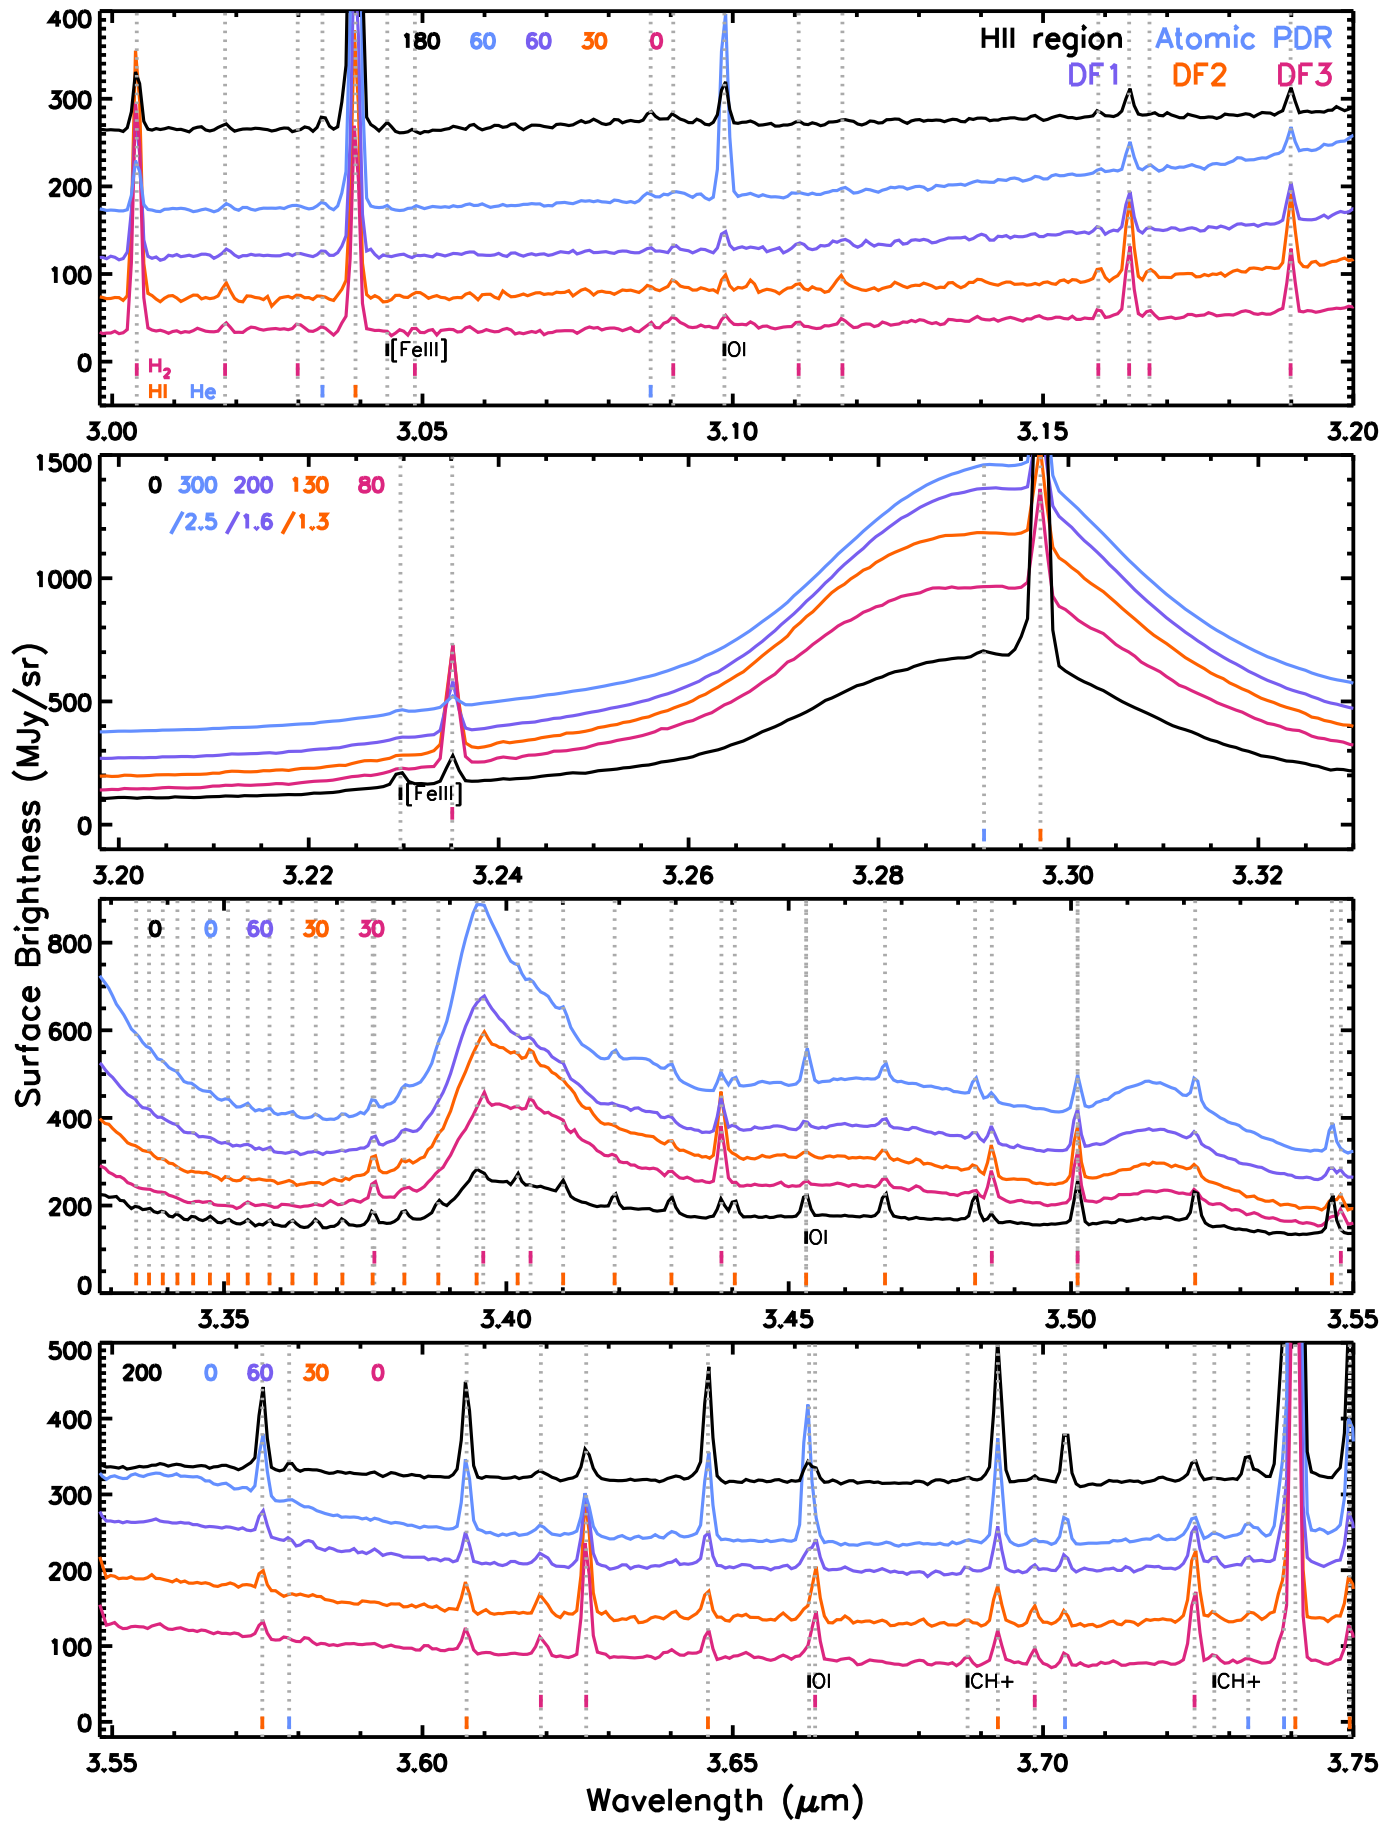 Surface Brightness (MJy/sr)
400
300
200
100
0
180 60 60 30 0
HII region Atomic PDR
DF1 DF2 DF3
[FeIII] OI
H₂
HI He
3.00 3.05 3.10 3.15 3.20
1500
1000
500
0
0 300 200 130 80
/2.5 /1.6 /1.3
[FeIII]
3.20 3.22 3.24 3.26 3.28 3.30 3.32
800
600
400
200
0
0 0 60 30 30
OI
3.35 3.40 3.45 3.50 3.55
500
400
300
200
100
0
200 0 60 30 0
OI CH+ CH+
3.55 3.60 3.65 3.70 3.75
Wavelength (μm)